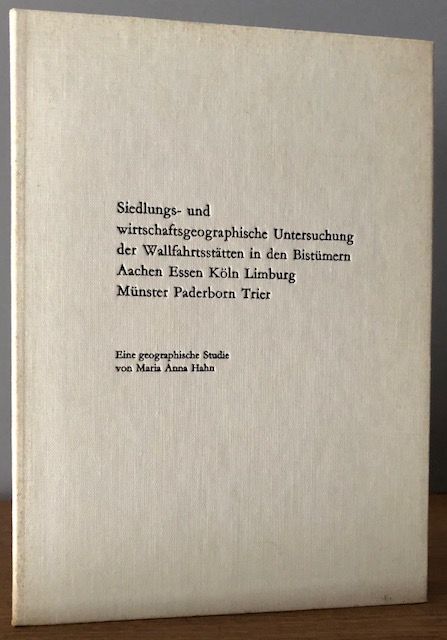 Siedlungs- und
wirtschaftsgeographische Untersuchung
der Wallfahrtsstätten in den Bistümern
Aachen Essen Köln Limburg
Münster Paderborn Trier
Eine geographische Studie
von Maria Anna Hahn